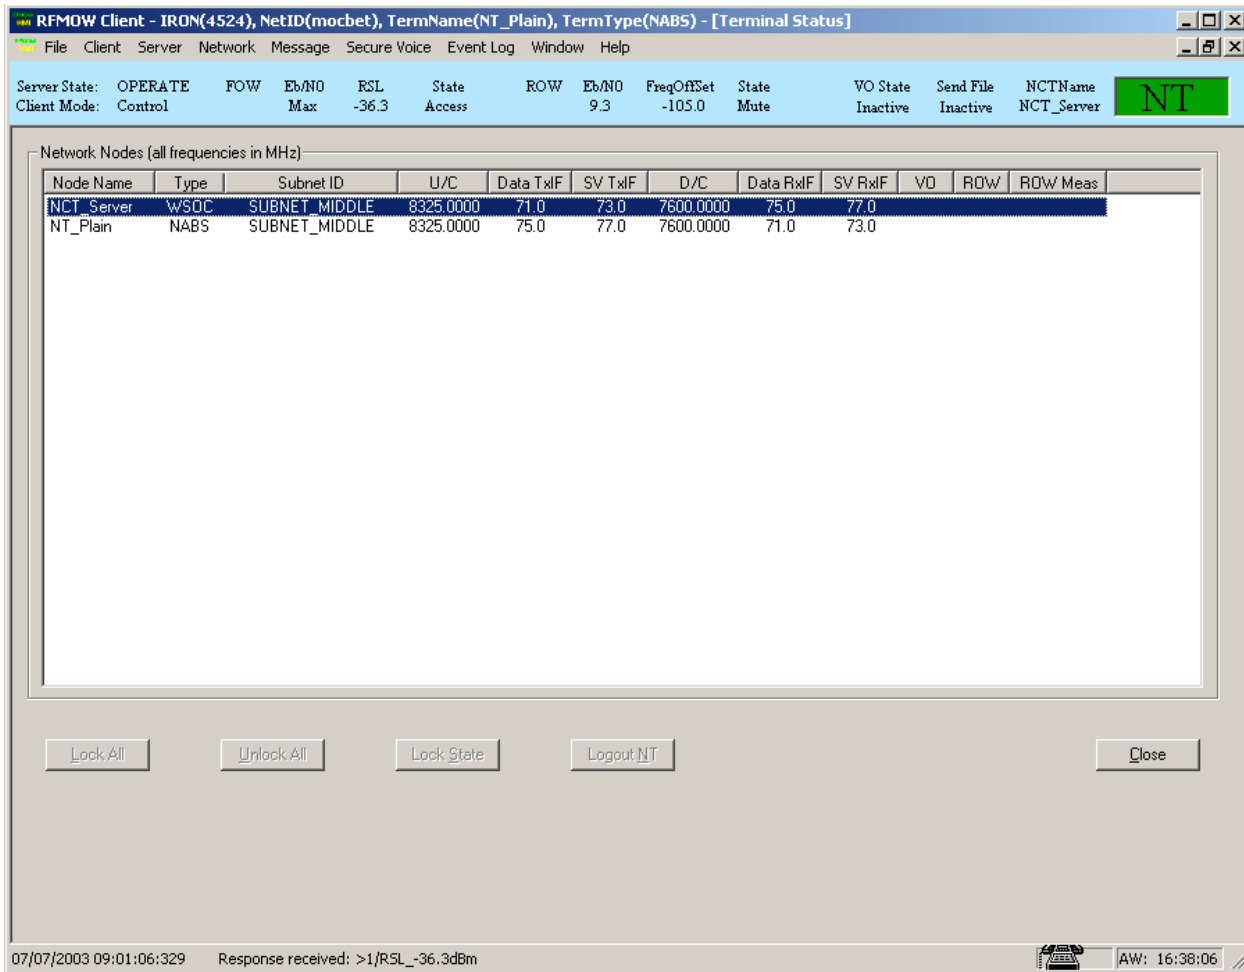 RFMOW Client - IRON(4524), NetID(mocbet), TermName(NT_Plain), TermType(NABS) - [Terminal Status]
File Client Server Network Message Secure Voice Event Log Window Help
Server State: OPERATE FOW Eb/N0 RSL State ROW Eb/N0 FreqOffSet State VO State Send File NCTName
Client Mode: Control Max -36.3 Access 9.3 -105.0 Mute Inactive Inactive NCT_Server
NT
Network Nodes (all frequencies in MHz)
Node Name Type Subnet ID U/C Data TxIF SV TxIF D/C Data RxIF SV RxIF VO ROW ROW Meas
NCT_Server WSOC SUBNET_MIDDLE 8325.0000 71.0 73.0 7600.0000 75.0 77.0
NT_Plain NABS SUBNET_MIDDLE 8325.0000 75.0 77.0 7600.0000 71.0 73.0
Lock All Unlock All Lock State Logout NT Close
07/07/2003 09:01:06:329 Response received: >1/RSL_-36.3dBm AW: 16:38:06